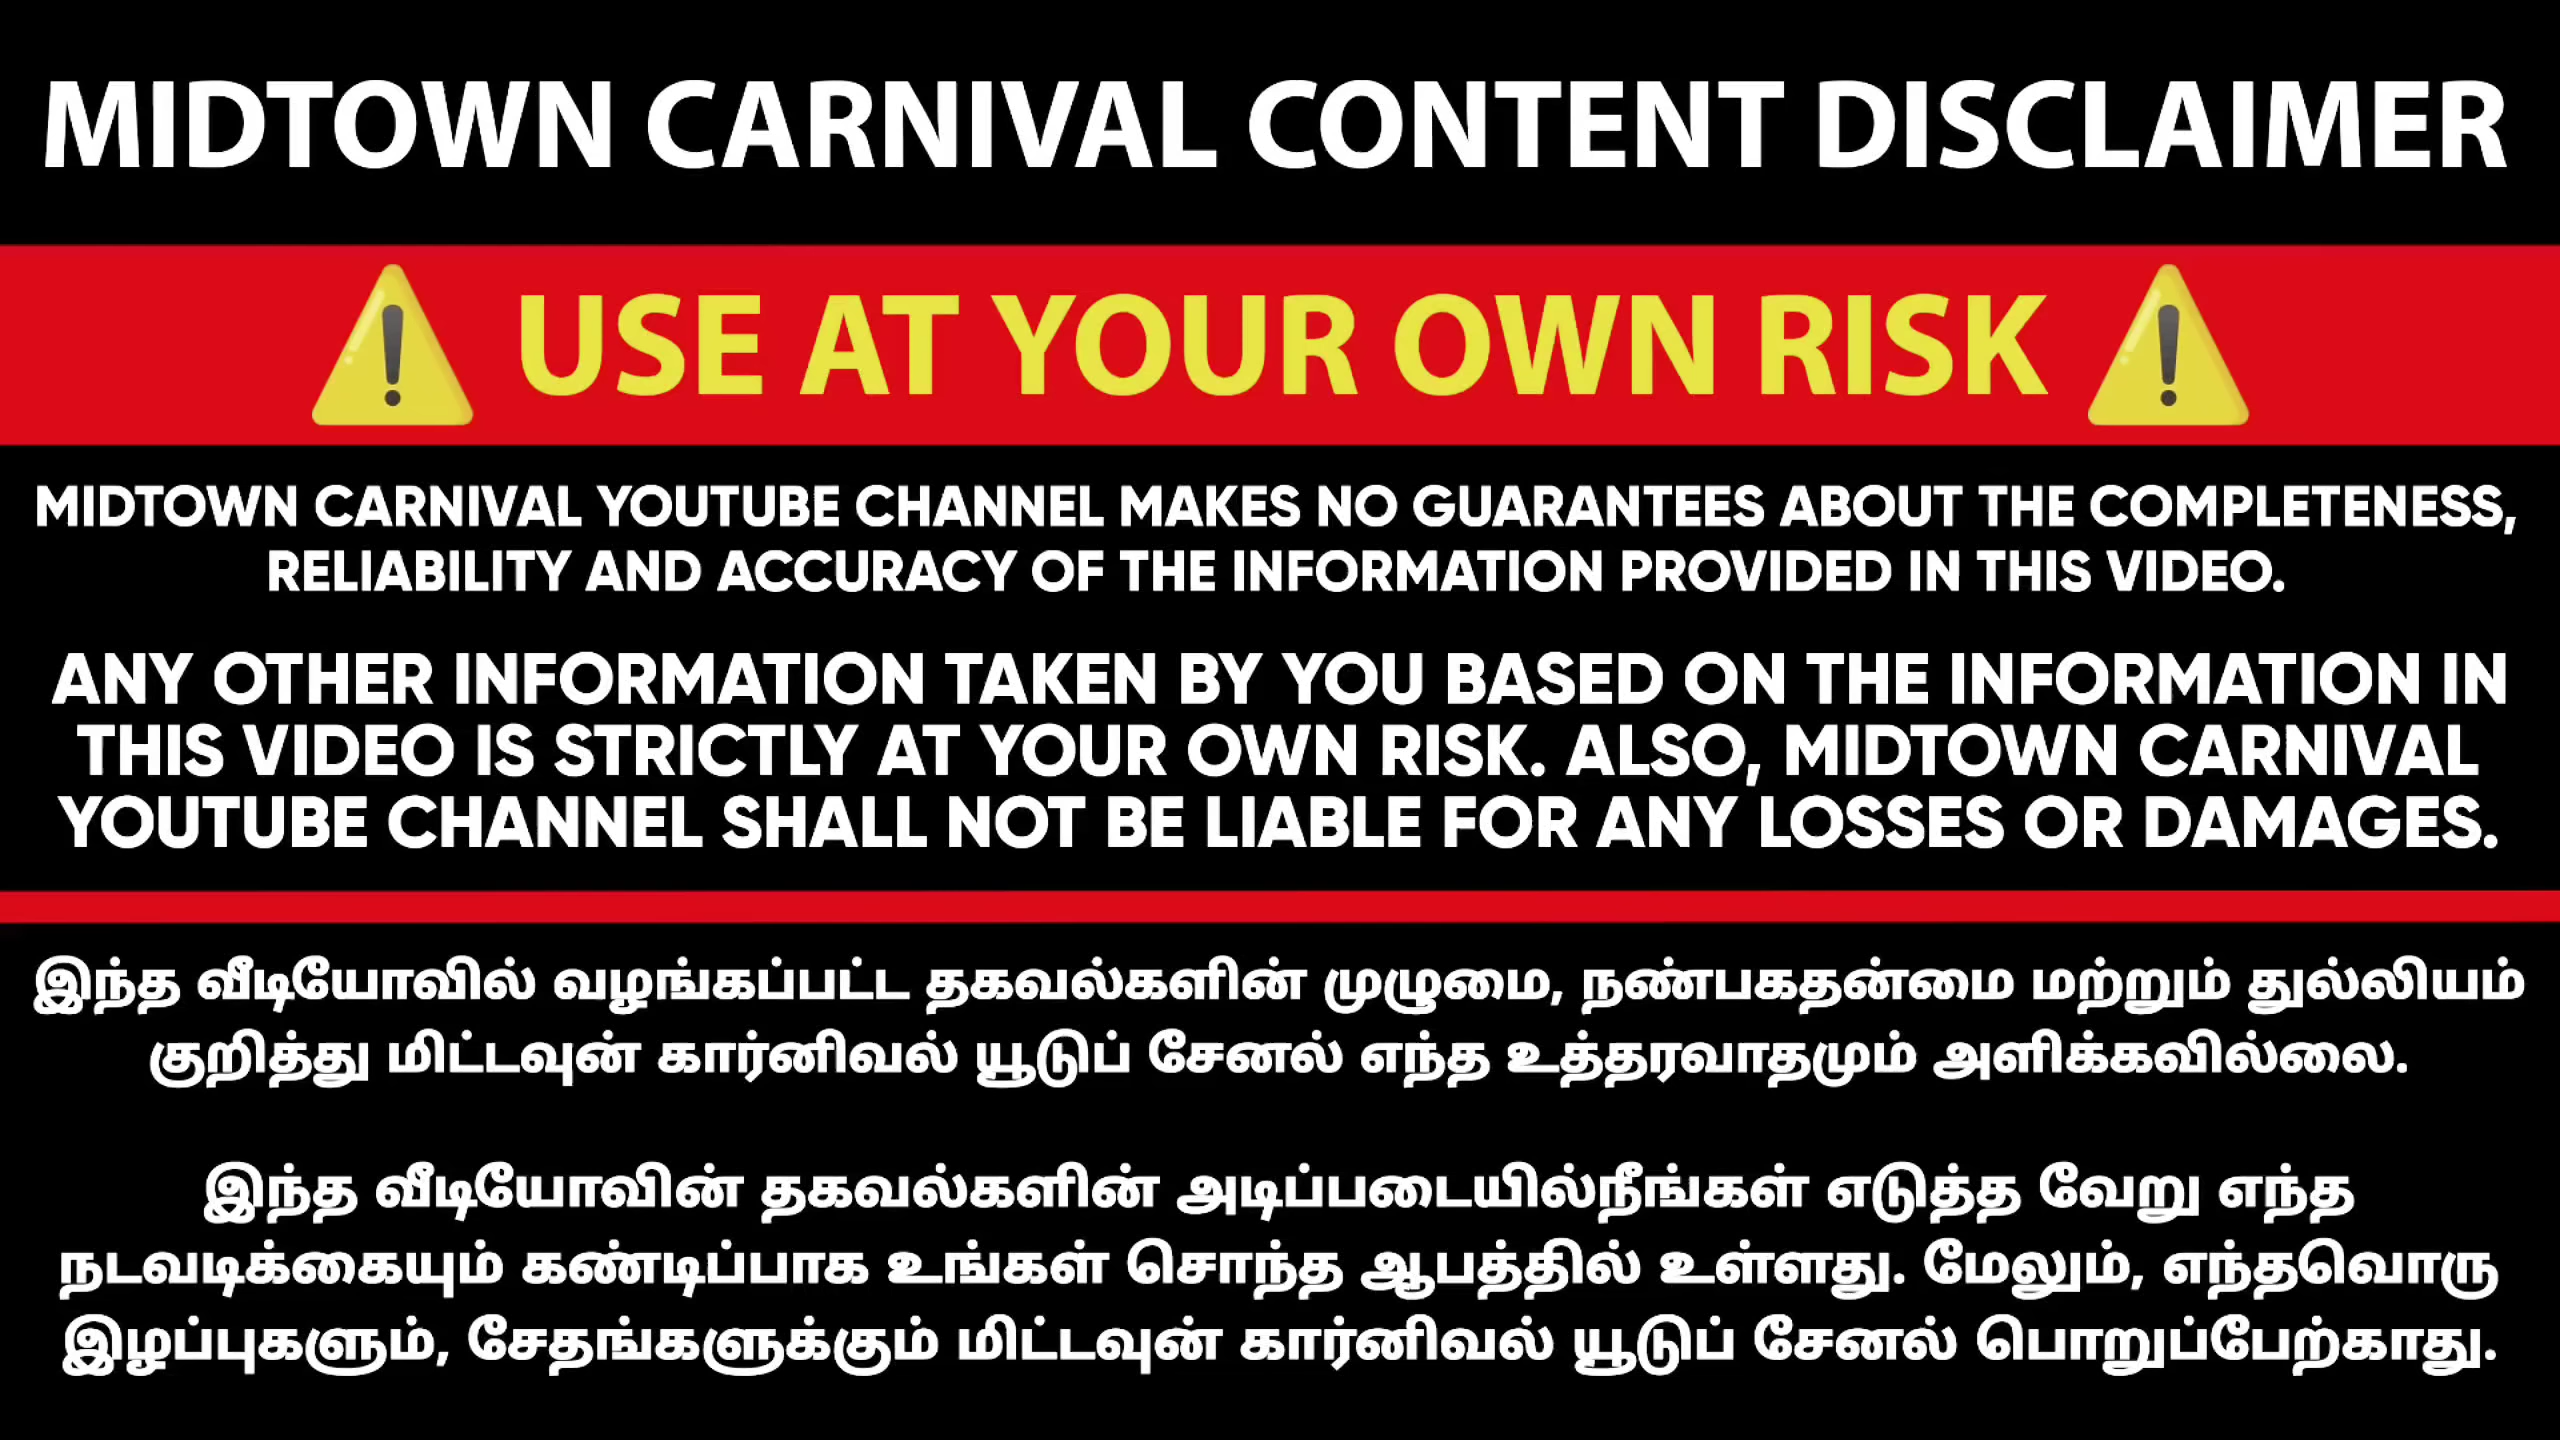 MIDTOWN CARNIVAL CONTENT DISCLAIMER
USE AT YOUR OWN RISK
MIDTOWN CARNIVAL YOUTUBE CHANNEL MAKES NO GUARANTEES ABOUT THE COMPLETENESS,
RELIABILITY AND ACCURACY OF THE INFORMATION PROVIDED IN THIS VIDEO.
ANY OTHER INFORMATION TAKEN BY YOU BASED ON THE INFORMATION IN
THIS VIDEO IS STRICTLY AT YOUR OWN RISK. ALSO, MIDTOWN CARNIVAL
YOUTUBE CHANNEL SHALL NOT BE LIABLE FOR ANY LOSSES OR DAMAGES.
இந்த வீடியோவில் வழங்கப்பட்ட தகவல்களின் முழுமை, நண்பகதன்மை மற்றும் துல்லியம்
குறித்து மிட்டவுன் கார்னிவல் யூடுப் சேனல் எந்த உத்தரவாதமும் அளிக்கவில்லை.
இந்த வீடியோவின் தகவல்களின் அடிப்படையில்நீங்கள் எடுத்த வேறு எந்த
நடவடிக்கையும் கண்டிப்பாக உங்கள் சொந்த ஆபத்தில் உள்ளது. மேலும், எந்தவொரு
இழப்புகளும், சேதங்களுக்கும் மிட்டவுன் கார்னிவல் யூடுப் சேனல் பொறுப்பேற்காது.